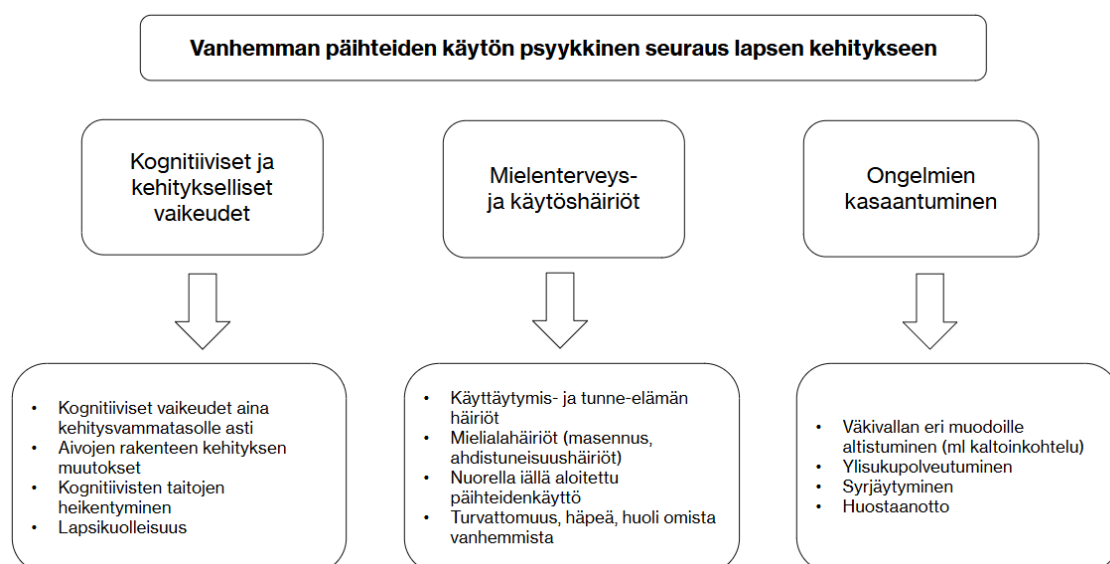 Vanhemman päihteiden käytön psyykkinen seuraus lapsen kehitykseen
Kognitiiviset ja
kehitykselliset
vaikeudet
Mielenterveys-
ja käytöshäiriöt
Ongelmien
kasaantuminen
• Kognitiiviset vaikeudet aina
kehitysvammatasolle asti
• Aivojen rakenteen kehityksen
muutokset
• Kognitiivisten taitojen
heikentyminen
• Lapsikuolleisuus
• Käyttäytymis- ja tunne-elämän
häiriöt
• Mielialahäiriöt (masennus,
ahdistuneisuushäiriöt)
• Nuorella iällä aloitettu
päihteidenkäyttö
• Turvattomuus, häpeä, huoli omista
vanhemmista
• Väkivallan eri muodoille
altistuminen (ml kaltoinkohtelu)
• Ylisukupolveutuminen
• Syrjäytyminen
• Huostaanotto